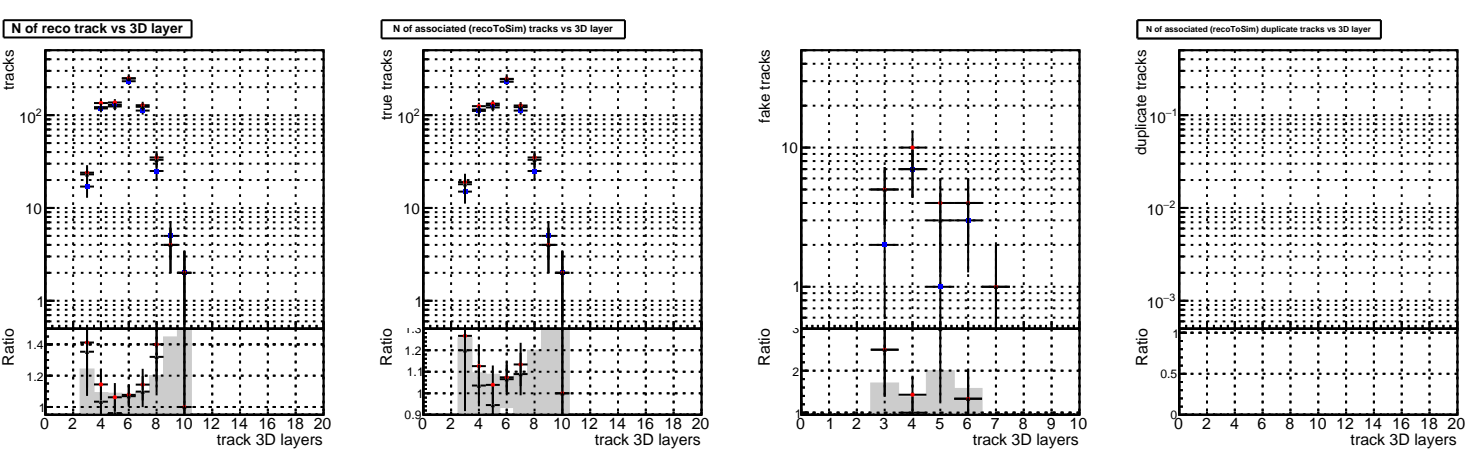 N of reco track vs 3D layer
tracks
10²
10
1
Ratio
1.4
1.2
1
0 2 4 6 8 10 12 14 16 18 20
track 3D layers
N of associated (recoToSim) tracks vs 3D layer
true tracks
10²
10
1
Ratio
1.3
1.2
1.1
1
0.9
0 2 4 6 8 10 12 14 16 18 20
track 3D layers
fake tracks
10
1
Ratio
3
2
1
0 1 2 3 4 5 6 7 8 9 10
track 3D layers
N of associated (recoToSim) duplicate tracks vs 3D layer
duplicate tracks
10⁻¹
10⁻²
10⁻³
Ratio
1
0.5
0
0 2 4 6 8 10 12 14 16 18 20
track 3D layers